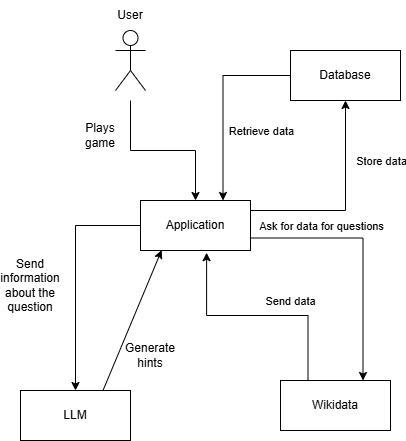 User
Database
Plays
game
Retrieve data
Store data
Application
Ask for data for questions
Send
information
about the
question
Send data
Generate
hints
LLM
Wikidata